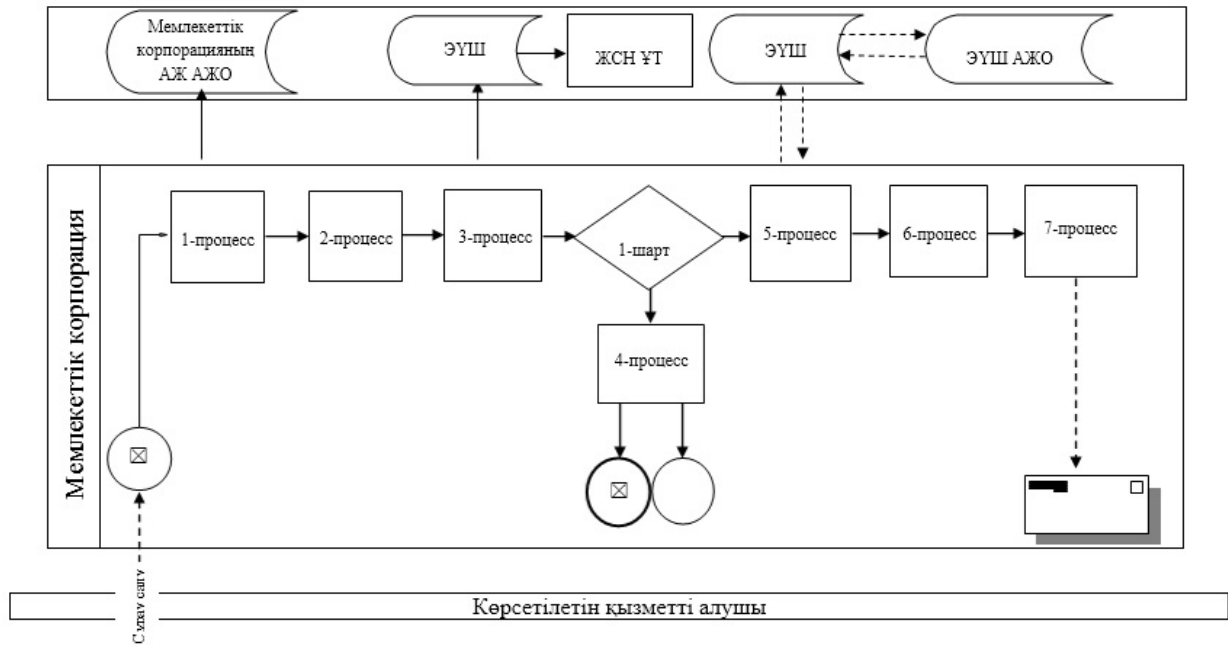 Мемлекеттік
корпорацияның
АЖ АЖО
ЭҮШ
ЖСН ҰТ
ЭҮШ
ЭҮШ АЖО
Мемлекеттік корпорация
1-процесс
2-процесс
3-процесс
1-шарт
5-процесс
6-процесс
7-процесс
4-процесс
Сұрау салу
Көрсетілетін қызметті алушы